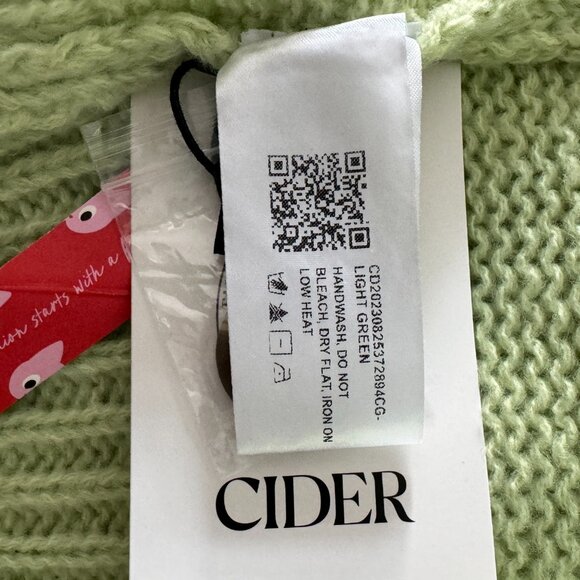 CD20230825372894CG-
LIGHT GREEN
HANDWASH, DO NOT
BLEACH, DRY FLAT, IRON ON
LOW HEAT
starts with a
CIDER